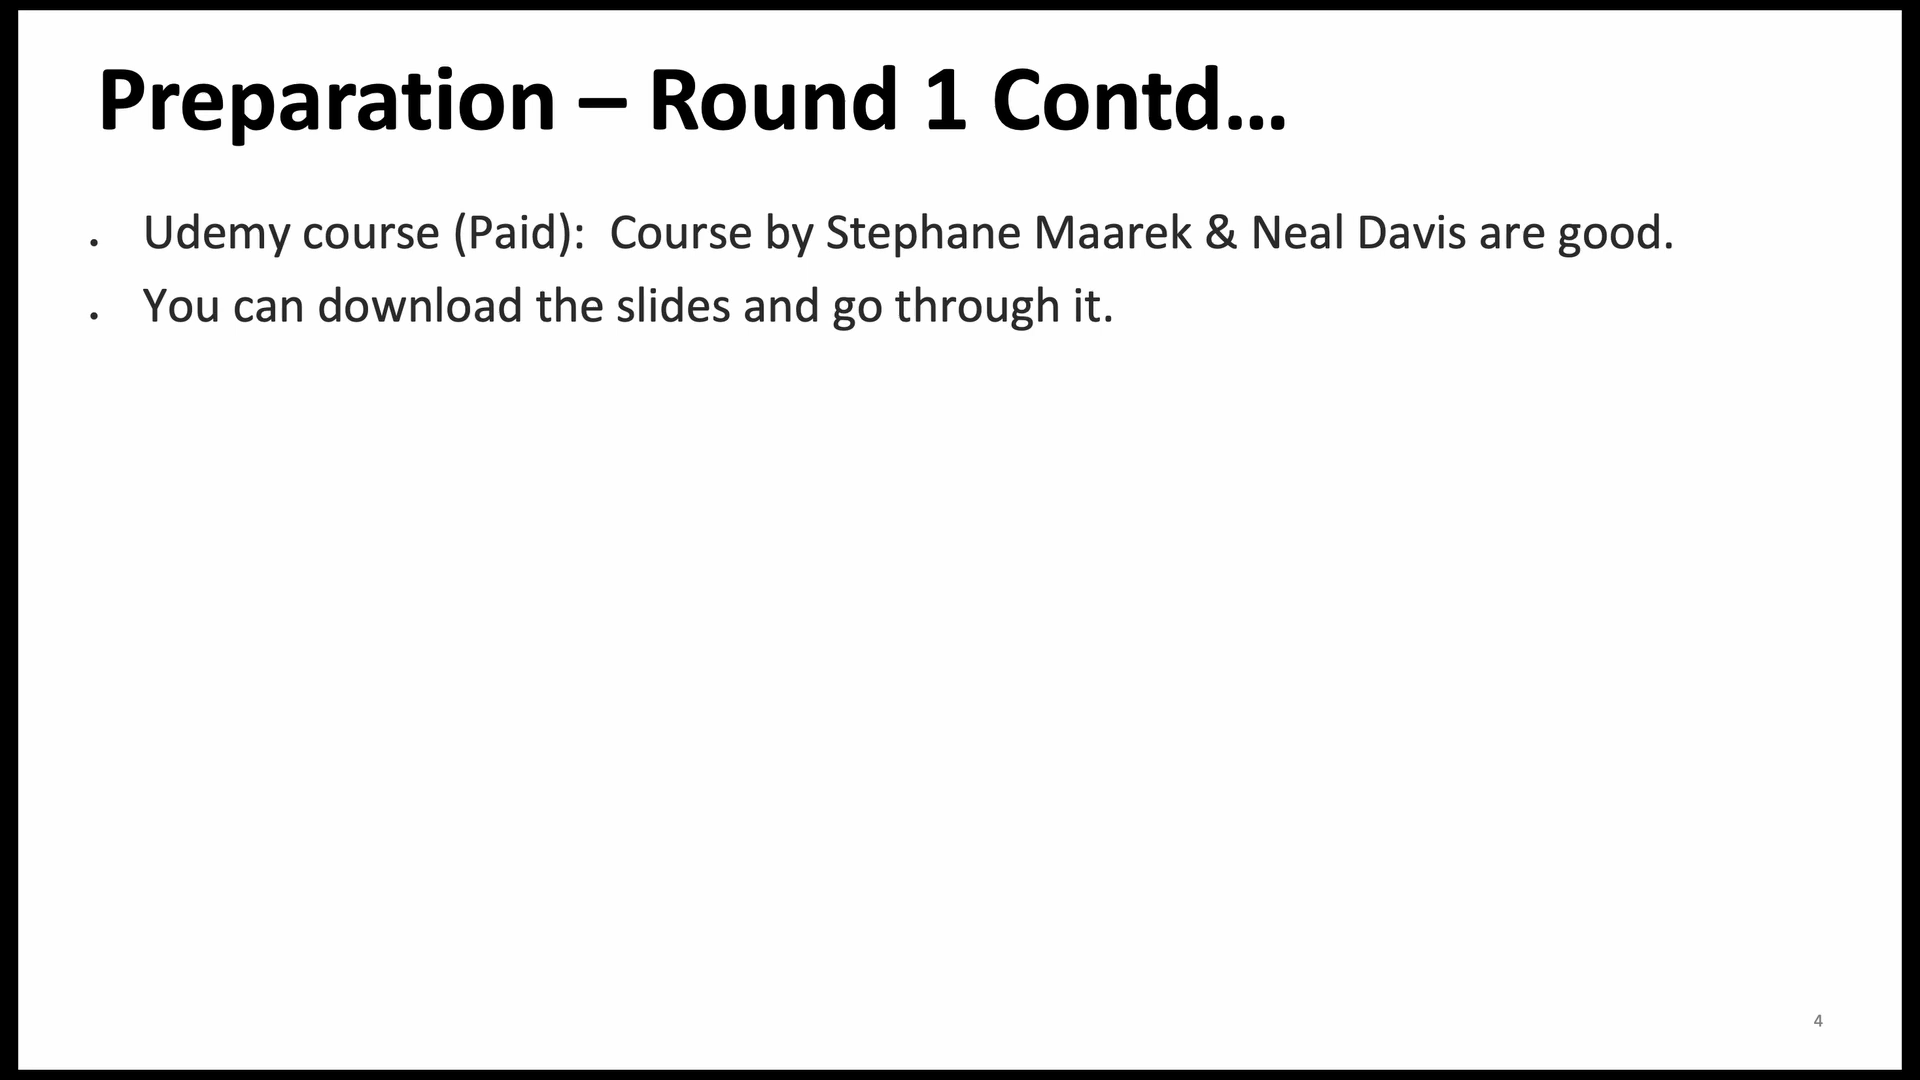 Preparation – Round 1 Contd…
• Udemy course (Paid):  Course by Stephane Maarek & Neal Davis are good.
• You can download the slides and go through it.
4